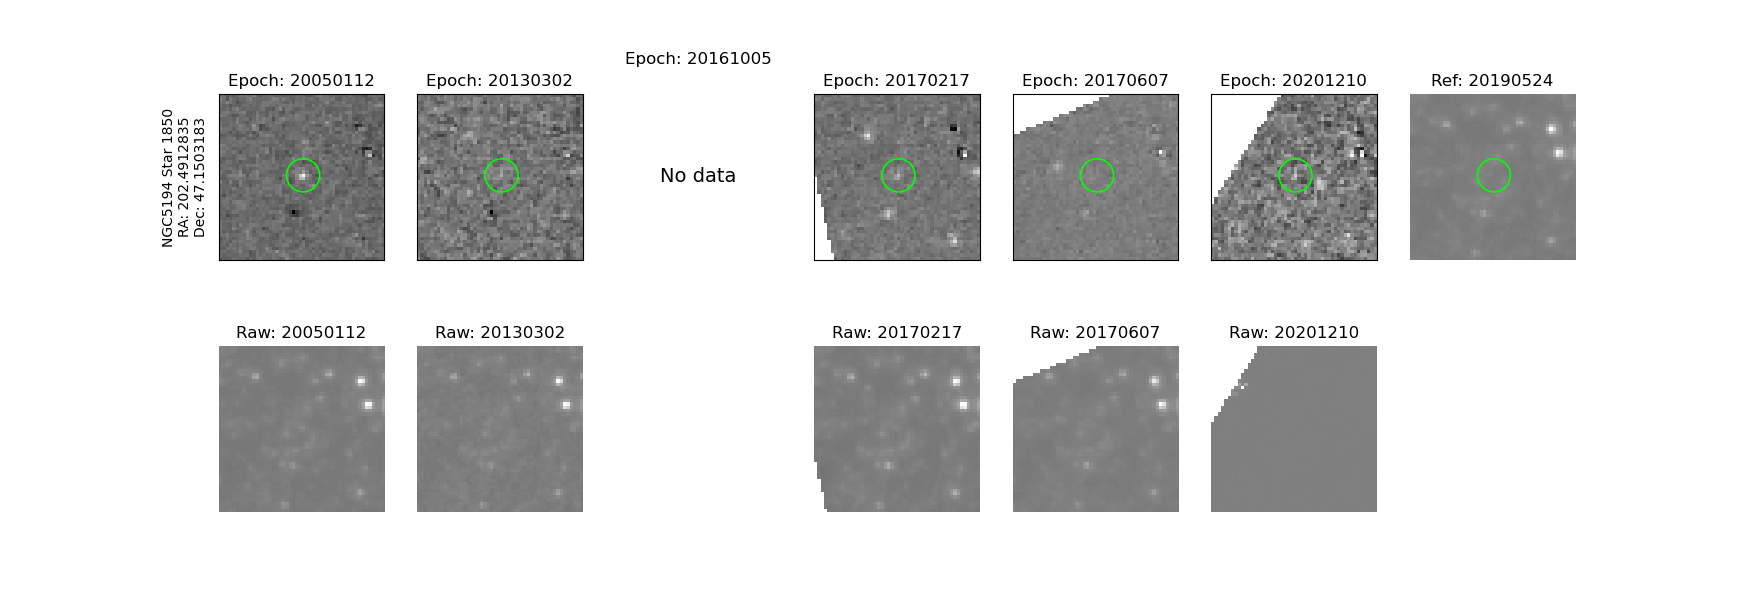 Epoch: 20161005
Epoch: 20050112
Epoch: 20130302
Epoch: 20170217
Epoch: 20170607
Epoch: 20201210
Ref: 20190524
NGC5194 Star 1850
RA: 202.4912835
Dec: 47.1503183
No data
Raw: 20050112
Raw: 20130302
Raw: 20170217
Raw: 20170607
Raw: 20201210